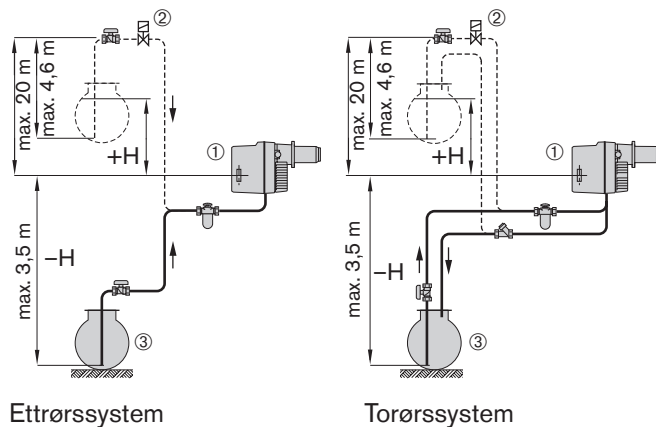 ②
max. 20 m
max. 4,6 m
+H
①
max. 3,5 m
–H
③
Ettrørssystem
②
max. 20 m
max. 4,6 m
+H
①
max. 3,5 m
–H
③
Torørssystem